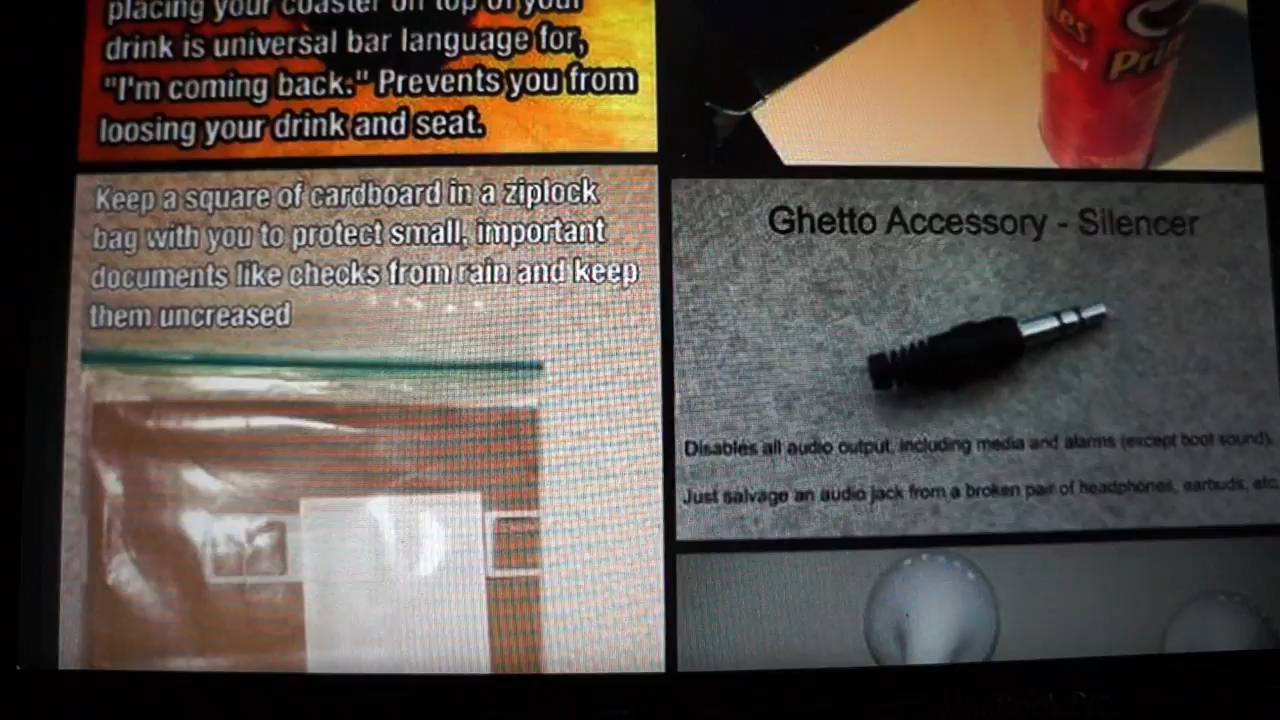 placing your coaster on top of your
drink is universal bar language for,
"I'm coming back." Prevents you from
loosing your drink and seat.
Keep a square of cardboard in a ziplock
bag with you to protect small, important
documents like checks from rain and keep
them uncreased
Ghetto Accessory - Silencer
Disables all audio output, including media and alarms (except boot sound).
Just salvage an audio jack from a broken pair of headphones, earbuds, etc.